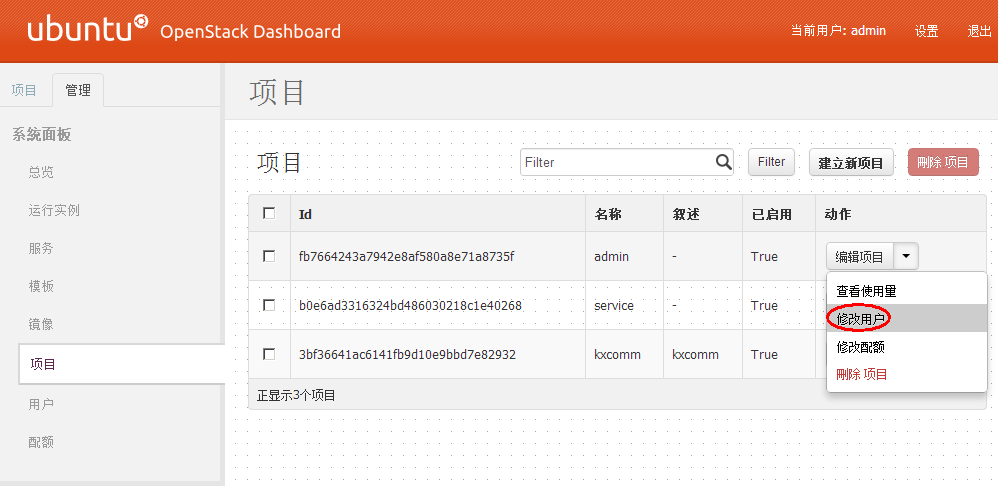 ubuntu OpenStack Dashboard 当前用户: admin 设置 退出
项目 管理
项目
系統面板
总览
运行实例
服务
模板
镜像
项目
用户
配额
项目 Filter Filter 建立新项目 刪除 项目
Id 名称 叙述 已启用 动作
fb7664243a7942e8af580a8e71a8735f admin - True 编辑项目
b0e6ad3316324bd486030218c1e40268 service - True
3bf36641ac6141fb9d10e9bbd7e82932 kxcomm kxcomm True
查看使用量
修改用户
修改配额
刪除 项目
正显示3个项目